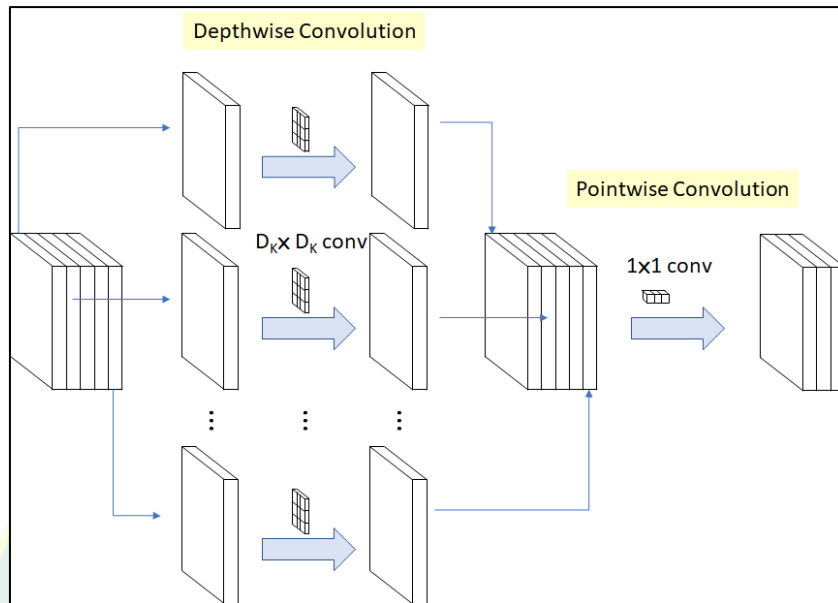 Depthwise Convolution
Pointwise Convolution
Dₖx Dₖ conv
1x1 conv